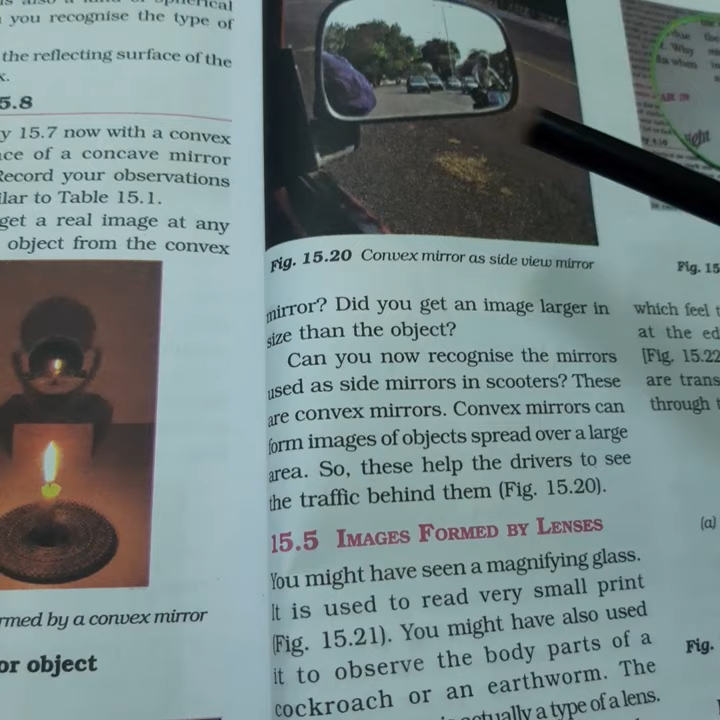 you recognise the type of
the reflecting surface of the
5.8
y 15.7 now with a convex
ce of a concave mirror
Record your observations
ilar to Table 15.1.
get a real image at any
object from the convex
rmed by a convex mirror
or object
Fig. 15.20 Convex mirror as side view mirror
mirror? Did you get an image larger in
size than the object?
Can you now recognise the mirrors
used as side mirrors in scooters? These
are convex mirrors. Convex mirrors can
form images of objects spread over a large
area. So, these help the drivers to see
the traffic behind them (Fig. 15.20).
15.5 IMAGES FORMED BY LENSES
You might have seen a magnifying glass.
It is used to read very small print
(Fig. 15.21). You might have also used
it to observe the body parts of a
cockroach or an earthworm. The
actually a type of a lens.
Fig. 15
which feel t
at the ed
[Fig. 15.22
are trans
through t
(a)
Fig.